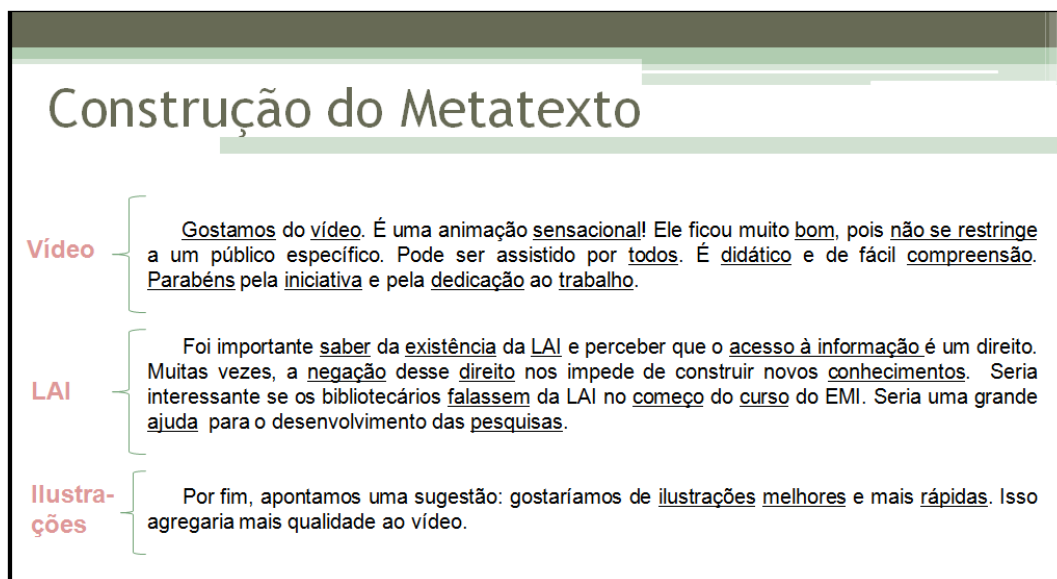 Construção do Metatexto
Vídeo
Gostamos do vídeo. É uma animação sensacional! Ele ficou muito bom, pois não se restringe
a um público específico. Pode ser assistido por todos. É didático e de fácil compreensão.
Parabéns pela iniciativa e pela dedicação ao trabalho.
LAI
Foi importante saber da existência da LAI e perceber que o acesso à informação é um direito.
Muitas vezes, a negação desse direito nos impede de construir novos conhecimentos. Seria
interessante se os bibliotecários falassem da LAI no começo do curso do EMI. Seria uma grande
ajuda para o desenvolvimento das pesquisas.
Ilustra-
ções
Por fim, apontamos uma sugestão: gostaríamos de ilustrações melhores e mais rápidas. Isso
agregaria mais qualidade ao vídeo.